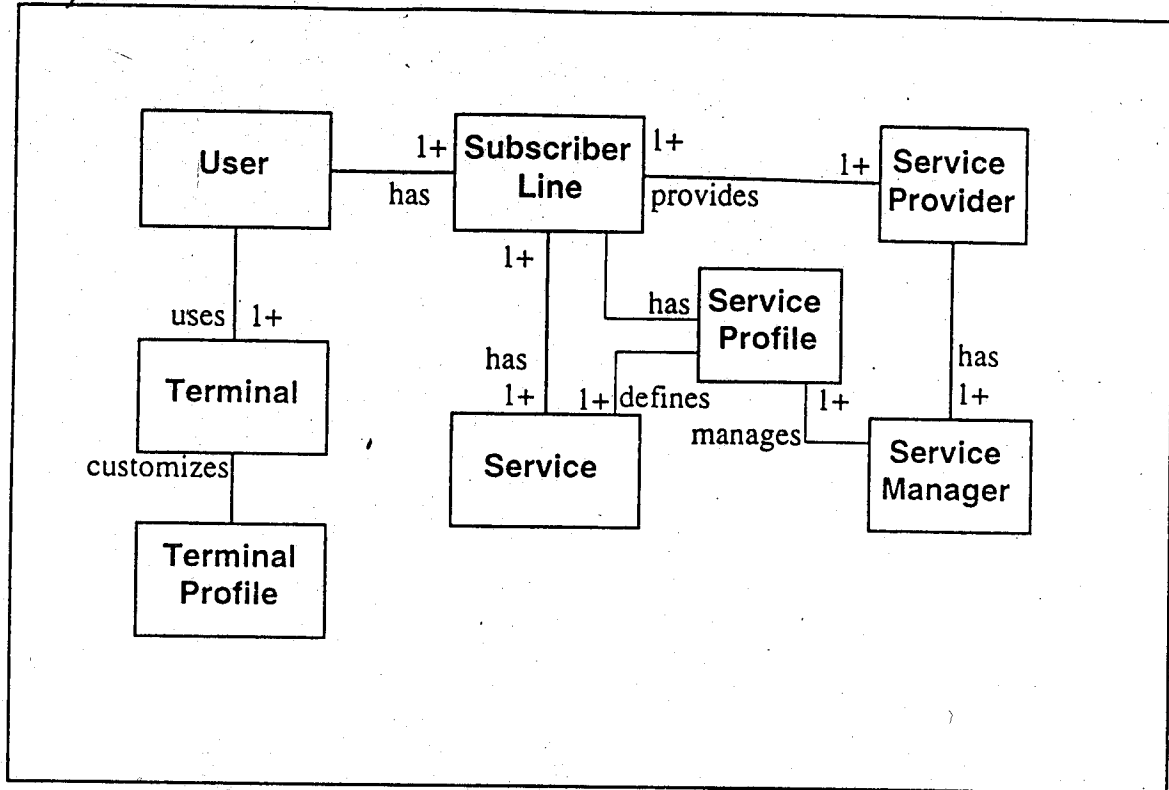 User
1+
has
Subscriber
Line
1+
provides
1+
Service
Provider
1+
has
Service
Profile
uses 1+
has
1+
1+
defines
1+
manages
has
1+
Terminal
customizes
Service
Service
Manager
Terminal
Profile